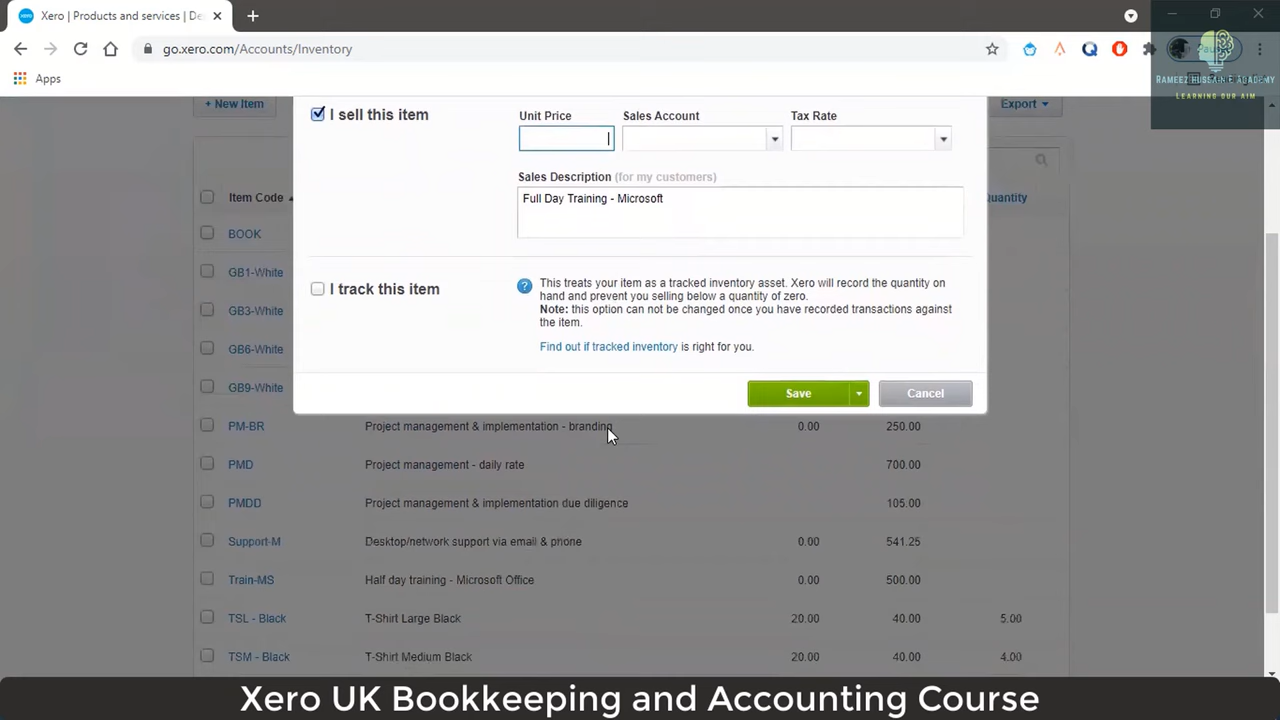 Xero | Products and services | De
go.xero.com/Accounts/Inventory
Apps
RAMEEZ HUSSAIN E ACADEMY
LEARNING OUR AIM
+ New Item
Export
I sell this item
Unit Price
Sales Account
Tax Rate
Sales Description (for my customers)
Full Day Training - Microsoft
I track this item
This treats your item as a tracked inventory asset. Xero will record the quantity on
hand and prevent you selling below a quantity of zero.
Note: this option can not be changed once you have recorded transactions against
the item.
Find out if tracked inventory is right for you.
Save
Cancel
Item Code
Quantity
BOOK
GB1-White
GB3-White
GB6-White
GB9-White
PM-BR Project management & implementation - branding 0.00 250.00
PMD Project management - daily rate 700.00
PMDD Project management & implementation due diligence 105.00
Support-M Desktop/network support via email & phone 0.00 541.25
Train-MS Half day training - Microsoft Office 0.00 500.00
TSL - Black T-Shirt Large Black 20.00 40.00 5.00
TSM - Black T-Shirt Medium Black 20.00 40.00 4.00
Xero UK Bookkeeping and Accounting Course